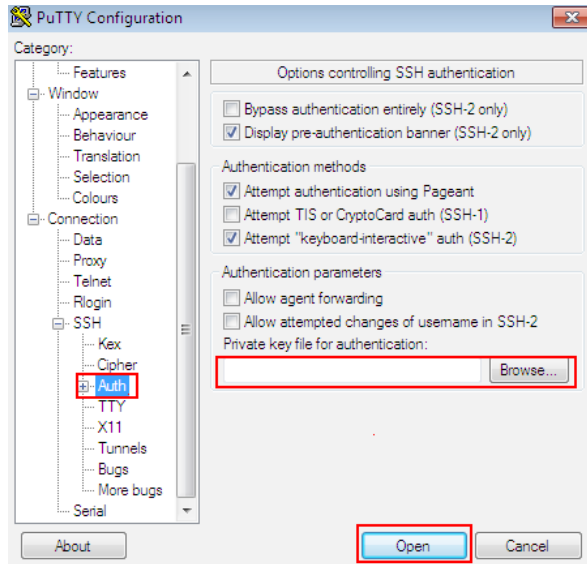 PuTTY Configuration
Category:
Features
Window
Appearance
Behaviour
Translation
Selection
Colours
Connection
Data
Proxy
Telnet
Rlogin
SSH
Kex
Cipher
Auth
TTY
X11
Tunnels
Bugs
More bugs
Serial
Options controlling SSH authentication
Bypass authentication entirely (SSH-2 only)
Display pre-authentication banner (SSH-2 only)
Authentication methods
Attempt authentication using Pageant
Attempt TIS or CryptoCard auth (SSH-1)
Attempt "keyboard-interactive" auth (SSH-2)
Authentication parameters
Allow agent forwarding
Allow attempted changes of username in SSH-2
Private key file for authentication:
Browse...
About
Open
Cancel